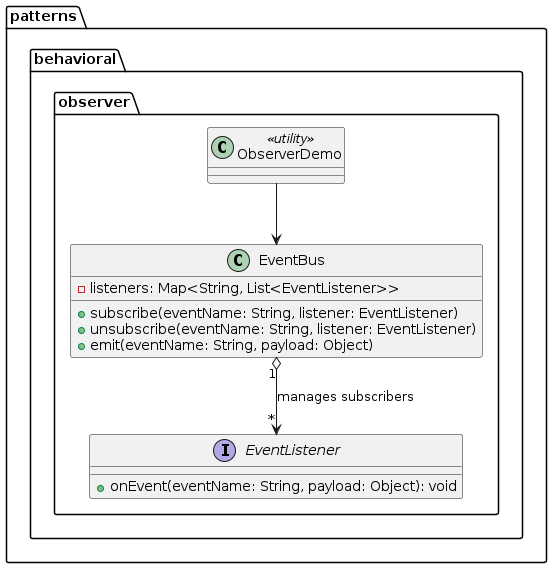 patterns
behavioral
observer
«utility»
C ObserverDemo
C EventBus
listeners: Map<String, List<EventListener>>
subscribe(eventName: String, listener: EventListener)
unsubscribe(eventName: String, listener: EventListener)
emit(eventName: String, payload: Object)
1
manages subscribers
*
I EventListener
onEvent(eventName: String, payload: Object): void